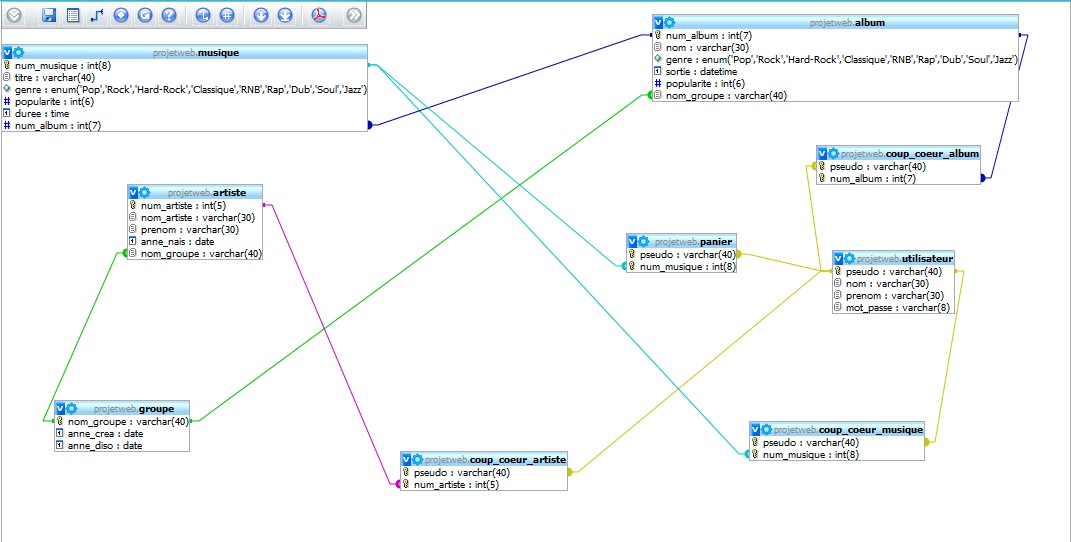 projetweb.musique
num_musique : int(8)
titre : varchar(40)
genre : enum('Pop','Rock','Hard-Rock','Classique','RNB','Rap','Dub','Soul','Jazz')
popularite : int(6)
duree : time
num_album : int(7)
projetweb.album
num_album : int(7)
nom : varchar(30)
genre : enum('Pop','Rock','Hard-Rock','Classique','RNB','Rap','Dub','Soul','Jazz')
sortie : datetime
popularite : int(6)
nom_groupe : varchar(40)
projetweb.coup_coeur_album
pseudo : varchar(40)
num_album : int(7)
projetweb.artiste
num_artiste : int(5)
nom_artiste : varchar(30)
prenom : varchar(30)
anne_nais : date
nom_groupe : varchar(40)
projetweb.panier
pseudo : varchar(40)
num_musique : int(8)
projetweb.utilisateur
pseudo : varchar(40)
nom : varchar(30)
prenom : varchar(30)
mot_passe : varchar(8)
projetweb.groupe
nom_groupe : varchar(40)
anne_crea : date
anne_diso : date
projetweb.coup_coeur_artiste
pseudo : varchar(40)
num_artiste : int(5)
projetweb.coup_coeur_musique
pseudo : varchar(40)
num_musique : int(8)